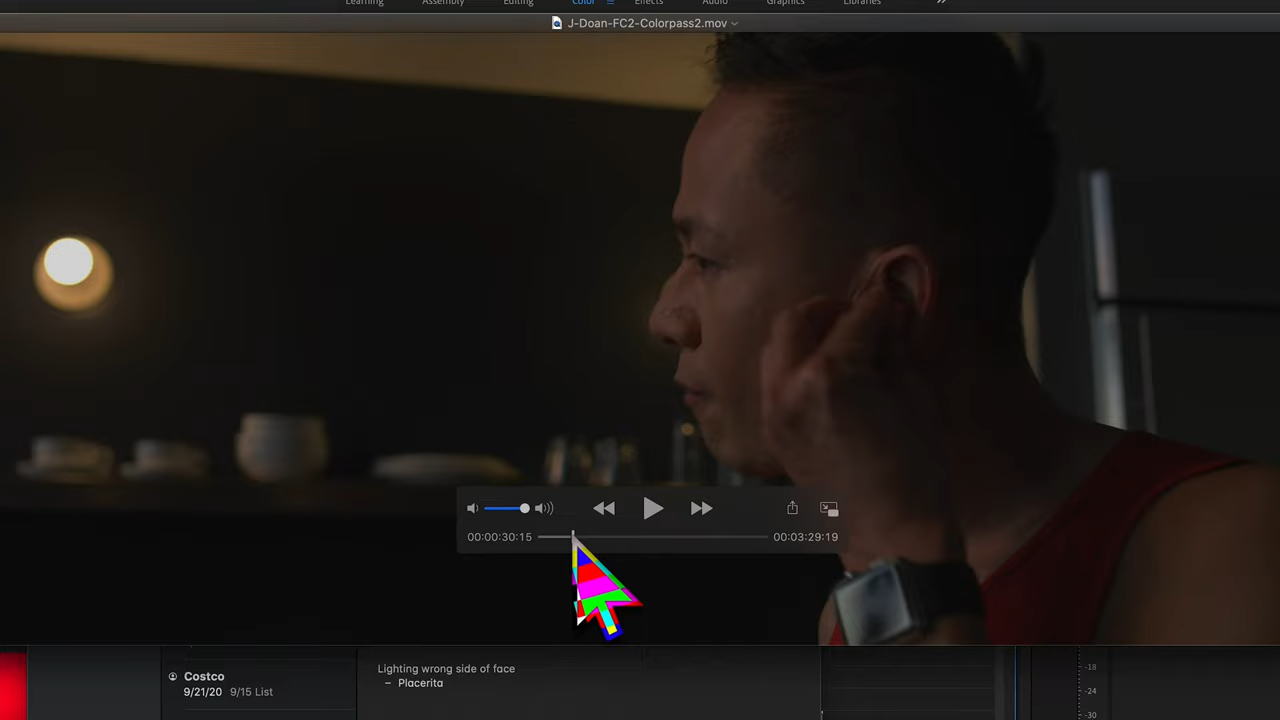 Learning Assembly Editing Color Effects Audio Graphics Libraries
J-Doan-FC2-Colorpass2.mov
00:00:30:15 00:03:29:19
Lighting wrong side of face
– Placerita
Costco
9/21/20 9/15 List
-18
-24
-30